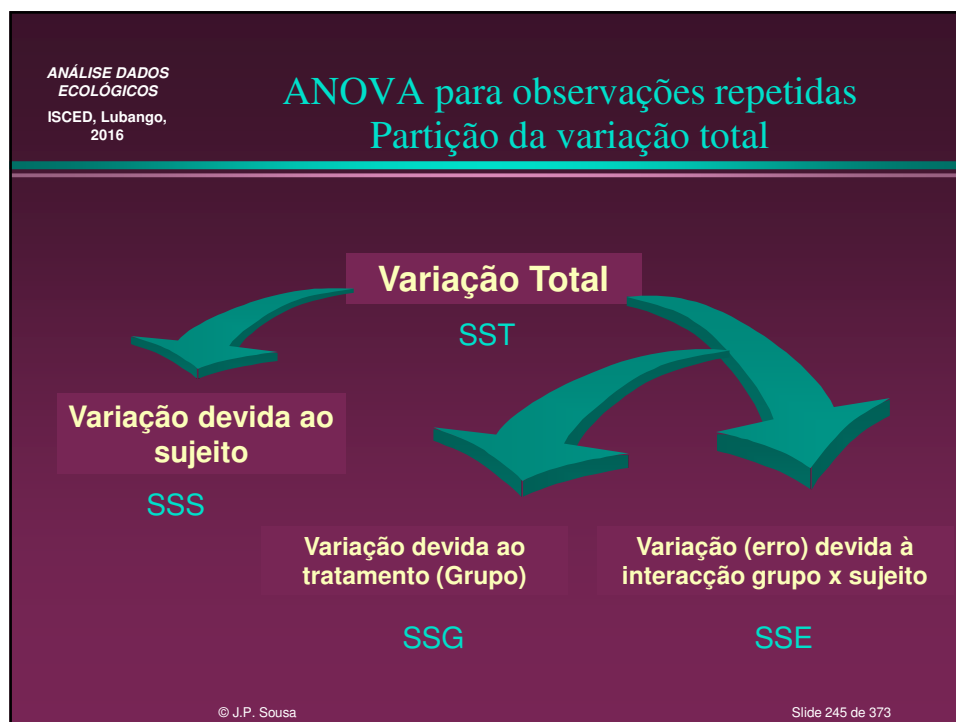 ANÁLISE DADOS
ECOLÓGICOS
ISCED, Lubango,
2016
ANOVA para observações repetidas
Partição da variação total
Variação Total
SST
Variação devida ao
sujeito
SSS
Variação devida ao
tratamento (Grupo)
SSG
Variação (erro) devida à
interacção grupo x sujeito
SSE
© J.P. Sousa
Slide 245 de 373